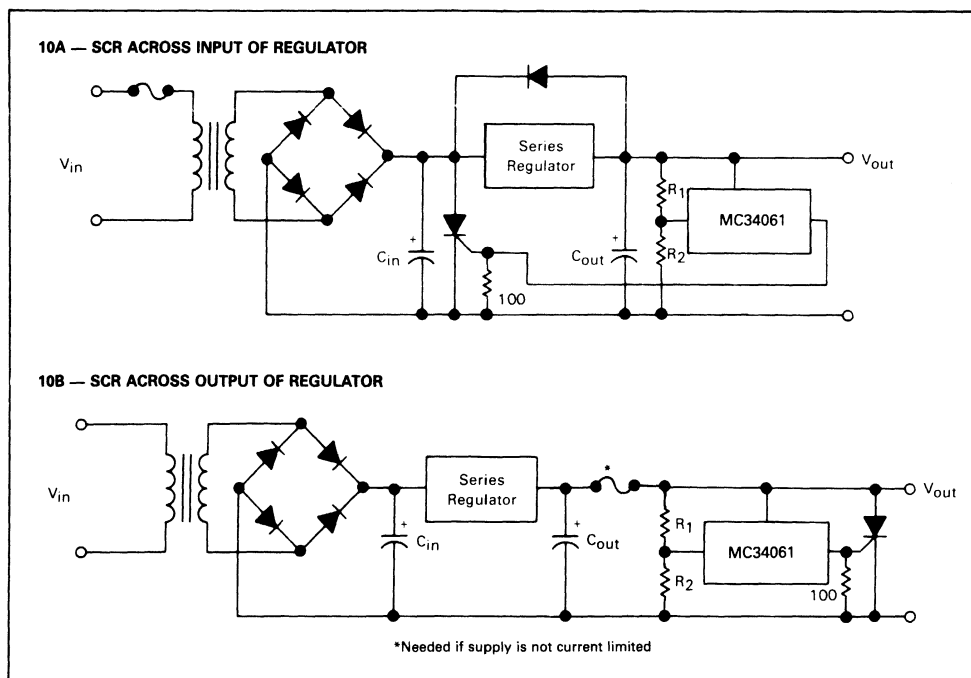 10A — SCR ACROSS INPUT OF REGULATOR
Vin
Series
Regulator
Vout
R1
MC34061
+
Cin
+
Cout
R2
100
10B — SCR ACROSS OUTPUT OF REGULATOR
Vin
Series
Regulator
*
Vout
+
Cin
+
Cout
R1
MC34061
R2
100
*Needed if supply is not current limited